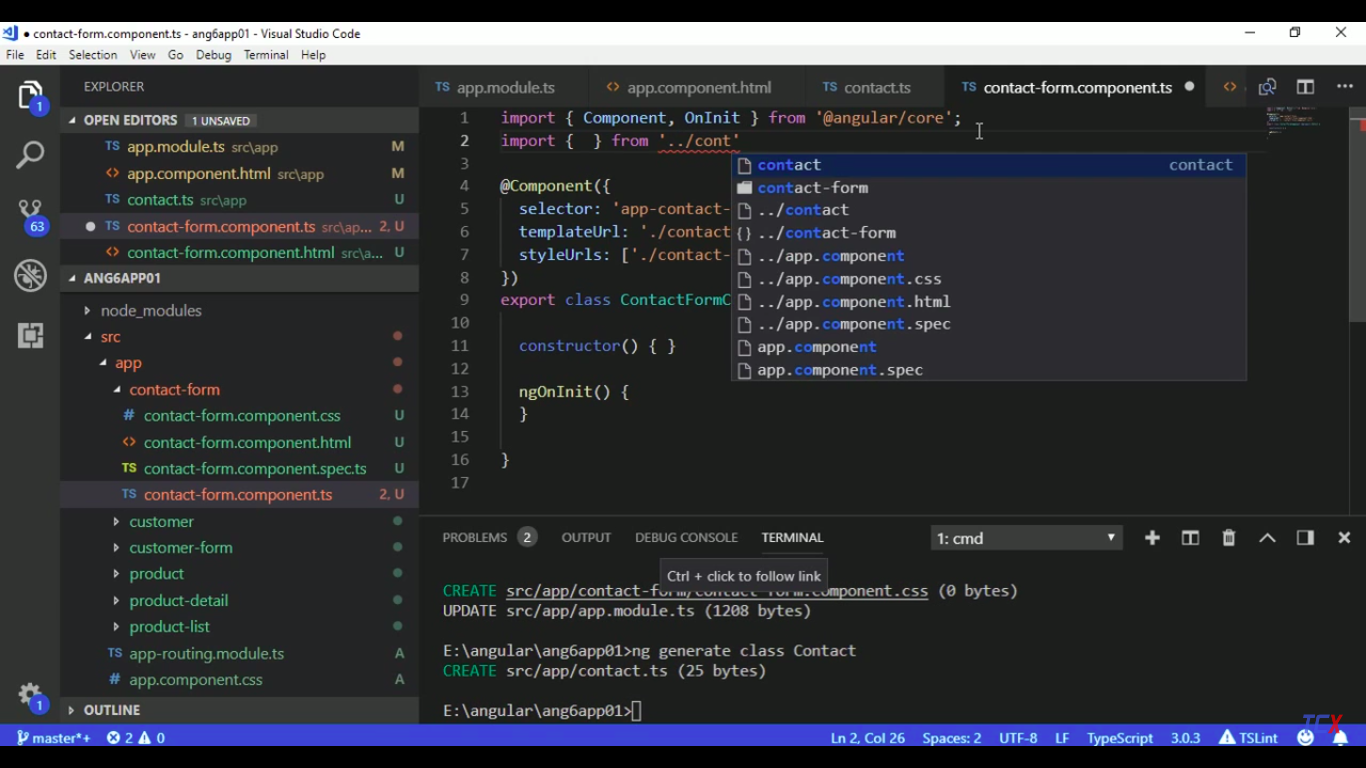 contact-form.component.ts - ang6app01 - Visual Studio Code
File Edit Selection View Go Debug Terminal Help
EXPLORER
OPEN EDITORS 1 UNSAVED
TS app.module.ts src\app M
<> app.component.html src\app M
TS contact.ts src\app U
TS contact-form.component.ts src\ap... 2, U
<> contact-form.component.html src\a... U
ANG6APP01
node_modules
src
app
contact-form
# contact-form.component.css U
<> contact-form.component.html U
TS contact-form.component.spec.ts U
TS contact-form.component.ts 2, U
customer
customer-form
product
product-detail
product-list
TS app-routing.module.ts A
# app.component.css A
OUTLINE
1
63
1
TS app.module.ts <> app.component.html TS contact.ts TS contact-form.component.ts <>
1 import { Component, OnInit } from '@angular/core';
2 import {  } from '../cont'
3
4 @Component({
5 selector: 'app-contact-
6 templateUrl: './contact
7 styleUrls: ['./contact-
8 })
9 export class ContactFormC
10
11 constructor() { }
12
13 ngOnInit() {
14 }
15
16 }
17
contact contact
contact-form
../contact
{} ../contact-form
../app.component
../app.component.css
../app.component.html
../app.component.spec
app.component
app.component.spec
PROBLEMS 2 OUTPUT DEBUG CONSOLE TERMINAL 1: cmd
Ctrl + click to follow link
CREATE src/app/contact-form/contact-form.component.css (0 bytes)
UPDATE src/app/app.module.ts (1208 bytes)
E:\angular\ang6app01>ng generate class Contact
CREATE src/app/contact.ts (25 bytes)
E:\angular\ang6app01>
master*+ 2 0 Ln 2, Col 26 Spaces: 2 UTF-8 LF TypeScript 3.0.3 TSLint